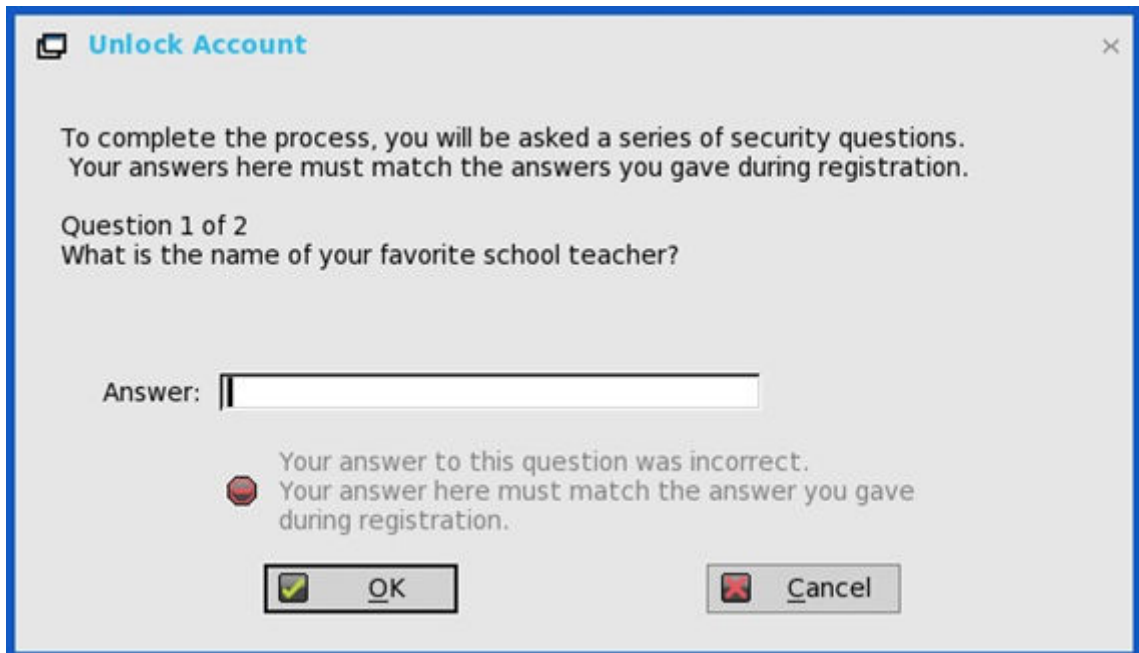 Unlock Account
To complete the process, you will be asked a series of security questions.
Your answers here must match the answers you gave during registration.
Question 1 of 2
What is the name of your favorite school teacher?
Answer:
Your answer to this question was incorrect.
Your answer here must match the answer you gave
during registration.
OK
Cancel